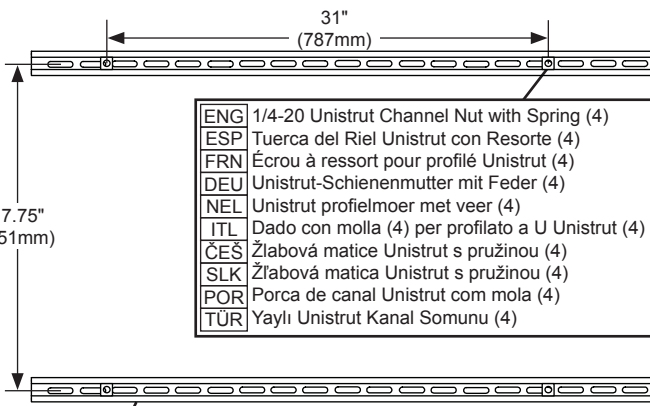 31"
(787mm)
ENG 1/4-20 Unistrut Channel Nut with Spring (4)
ESP Tuerca del Riel Unistrut con Resorte (4)
FRN Écrou à ressort pour profilé Unistrut (4)
DEU Unistrut-Schienenmutter mit Feder (4)
NEL Unistrut profielmoer met veer (4)
ITL Dado con molla (4) per profilato a U Unistrut (4)
ČEŠ Žlabová matice Unistrut s pružinou (4)
SLK Žľabová matica Unistrut s pružinou (4)
POR Porca de canal Unistrut com mola (4)
TÜR Yaylı Unistrut Kanal Somunu (4)
7.75"
51mm)